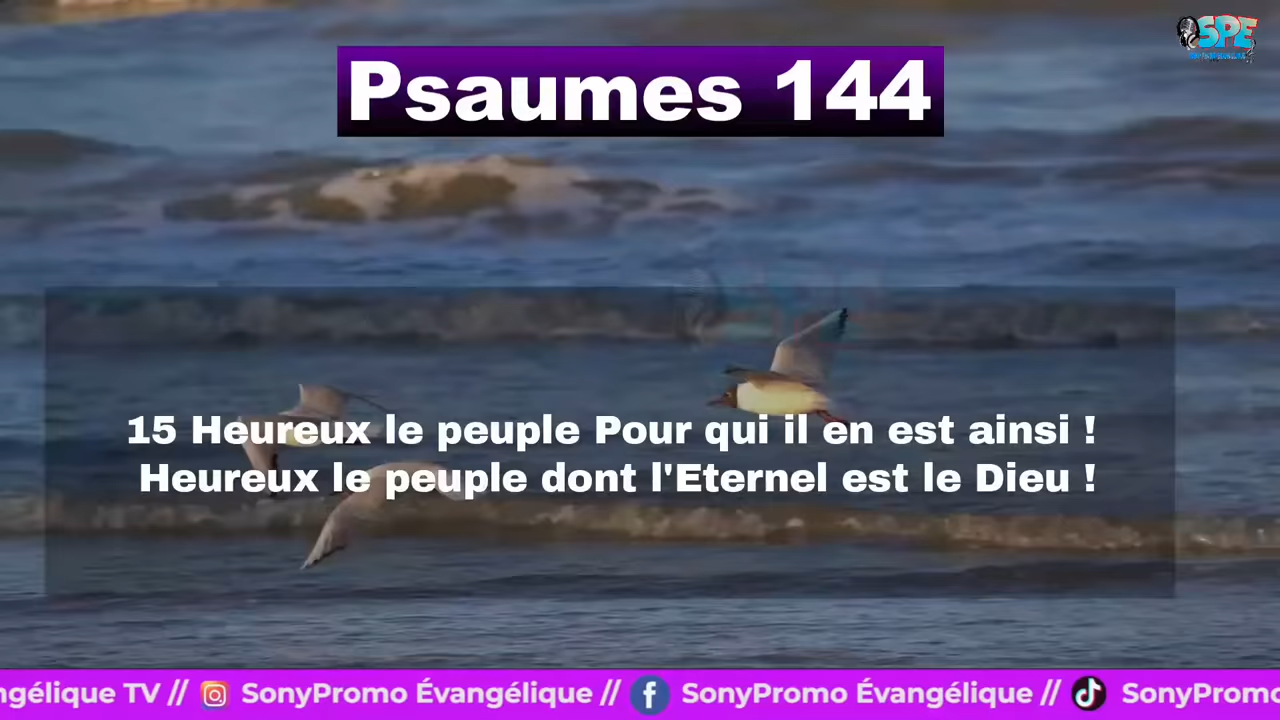 SPE
Psaumes 144
15 Heureux le peuple Pour qui il en est ainsi !
Heureux le peuple dont l'Eternel est le Dieu !
ngélique TV // SonyPromo Évangélique // SonyPromo Évangélique // SonyPromo